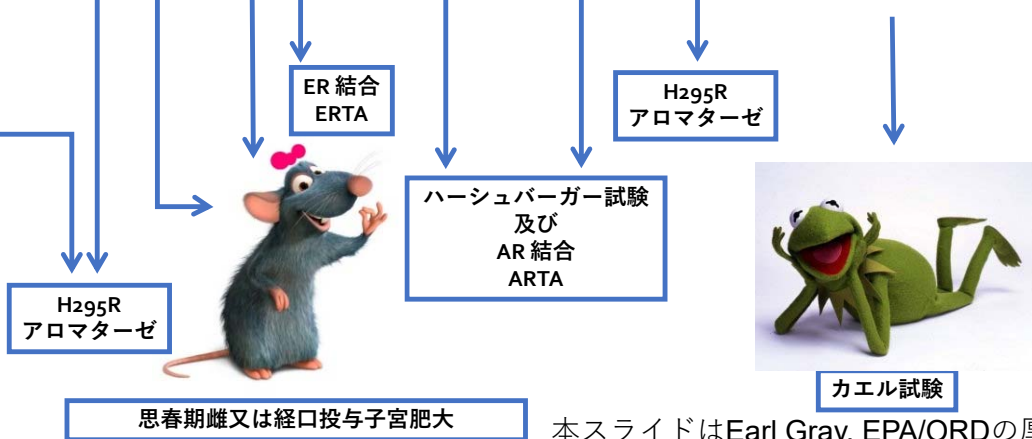 ER 結合
ERTA
H295R
アロマターゼ
ハーシュバーガー試験
及び
AR 結合
ARTA
H295R
アロマターゼ
カエル試験
思春期雌又は経口投与子宮肥大
本スライドはEarl Gray, EPA/ORDの